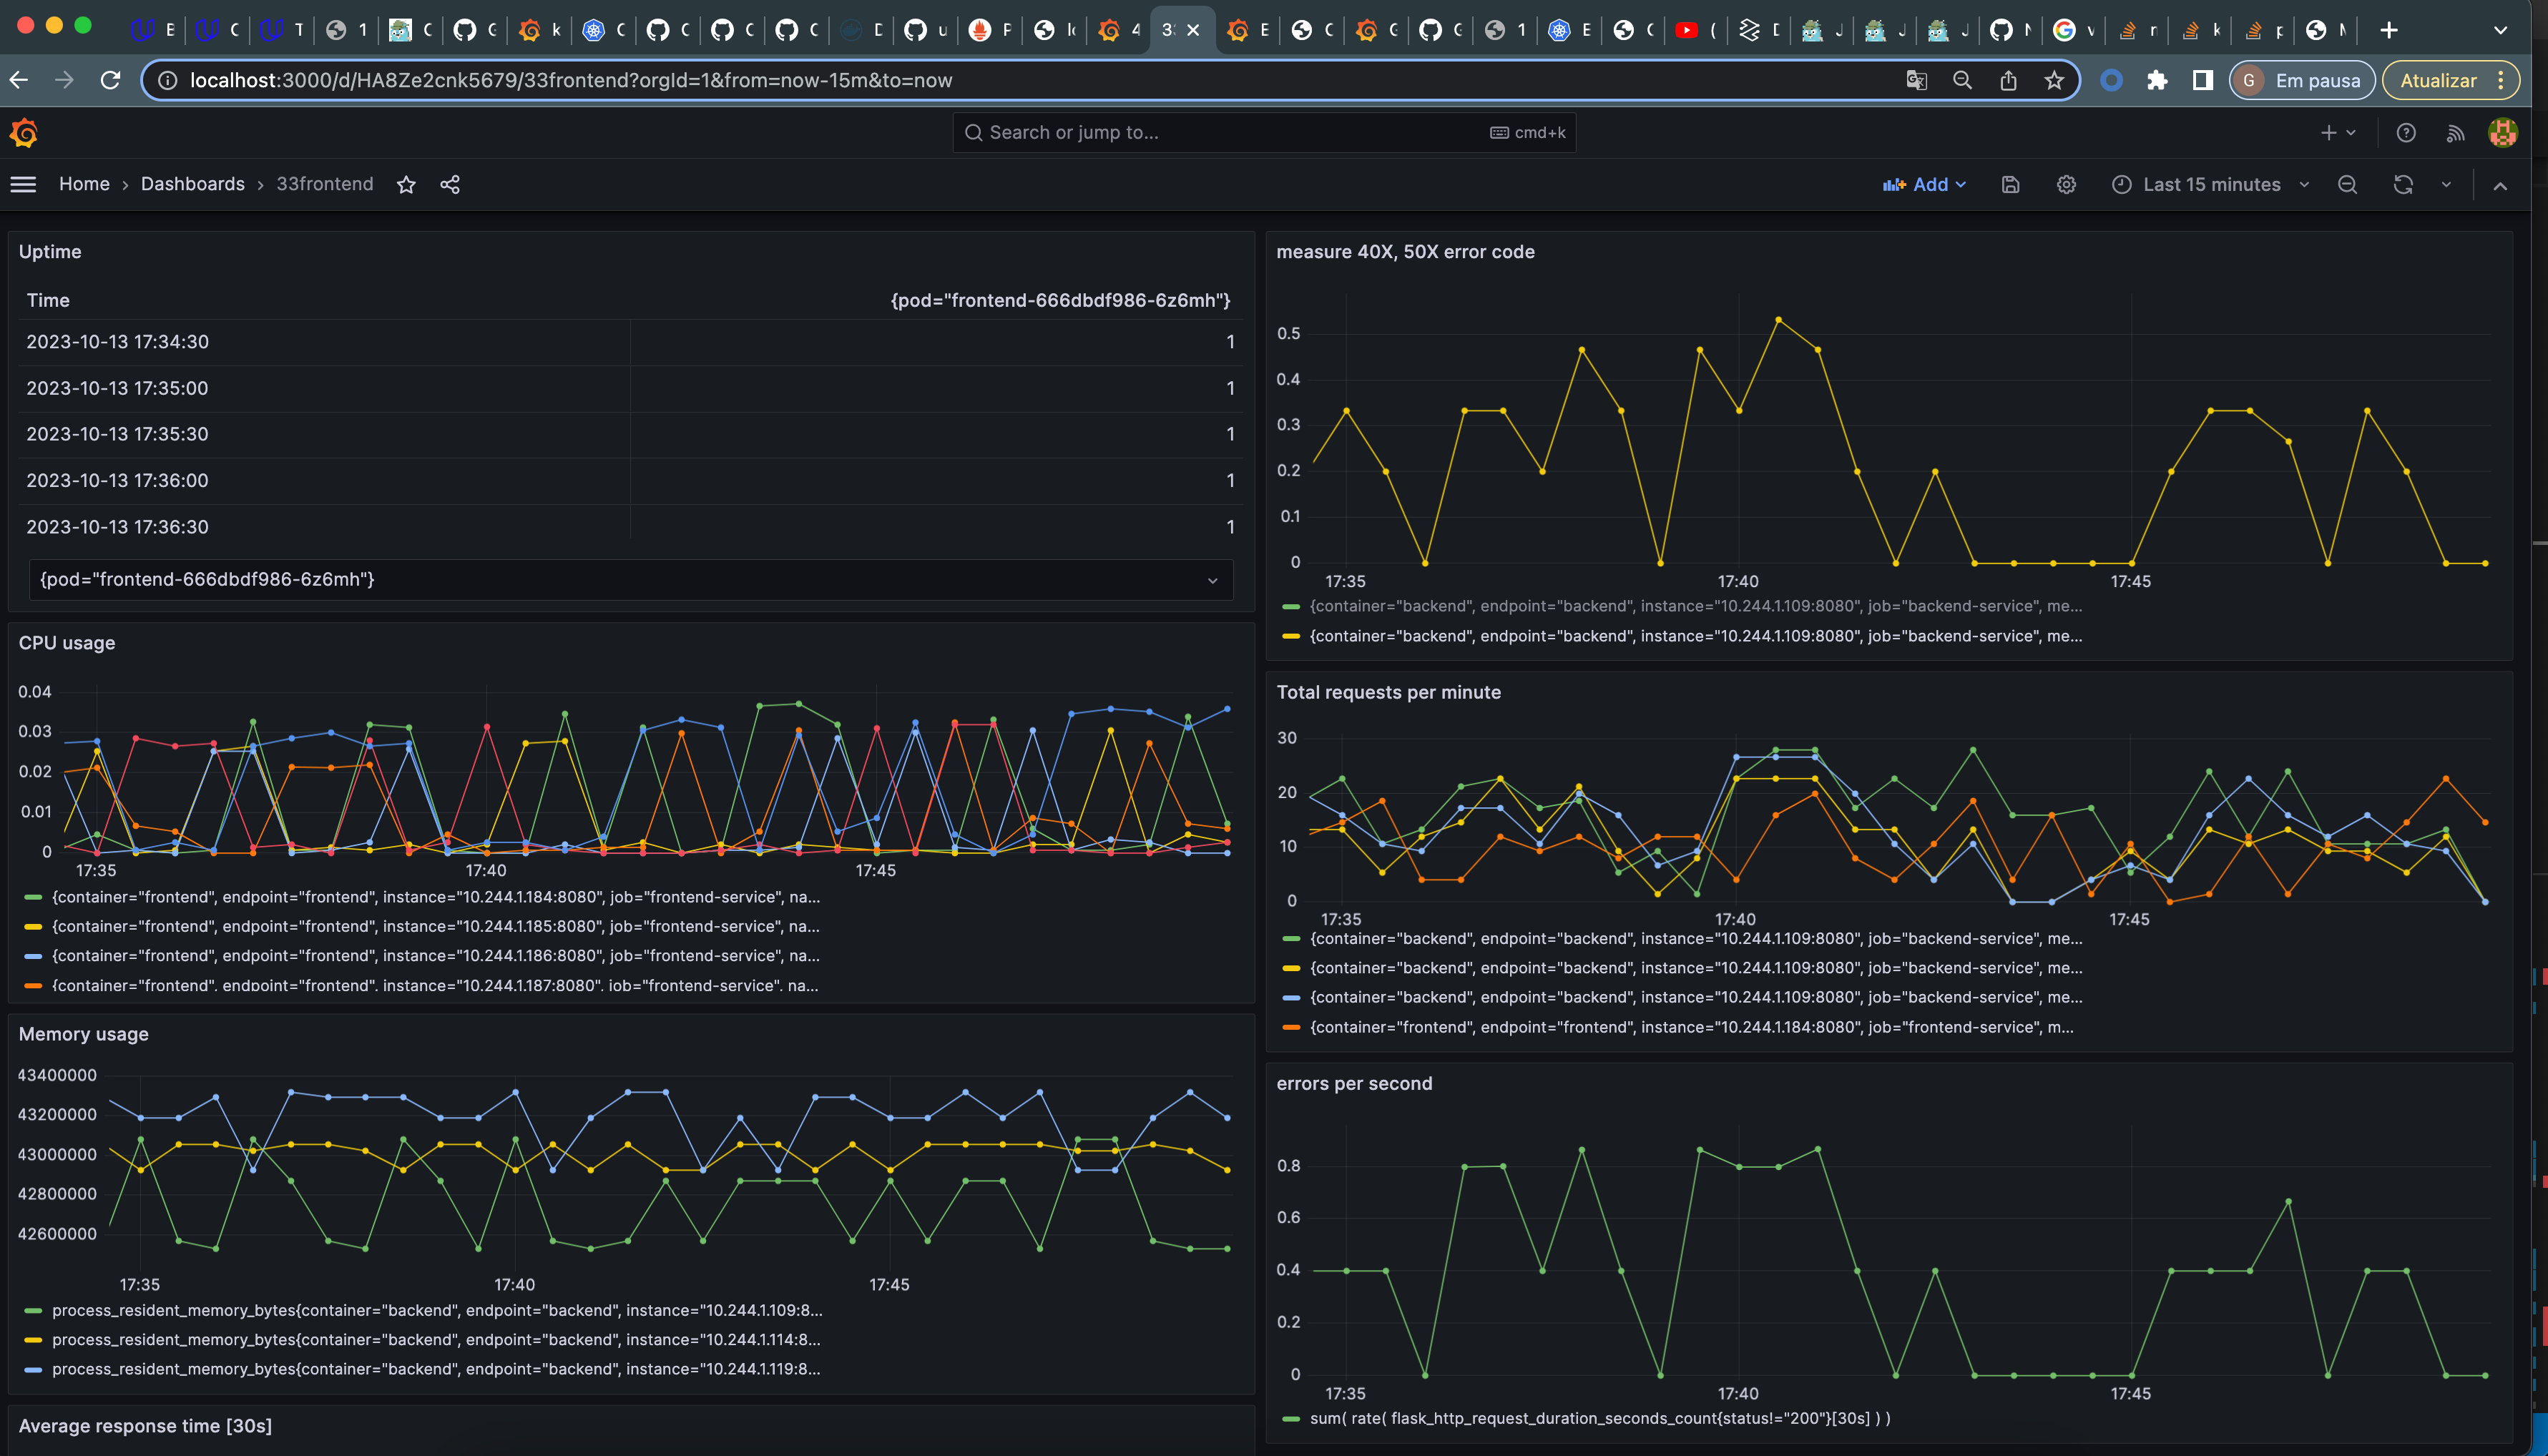 localhost:3000/d/HA8Ze2cnk5679/33frontend?orgId=1&from=now-15m&to=now
G Em pausa
Atualizar
Search or jump to...
cmd+k
Home › Dashboards › 33frontend
Add
Last 15 minutes
Uptime
Time {pod="frontend-666dbdf986-6z6mh"}
2023-10-13 17:34:30 1
2023-10-13 17:35:00 1
2023-10-13 17:35:30 1
2023-10-13 17:36:00 1
2023-10-13 17:36:30 1
{pod="frontend-666dbdf986-6z6mh"}
CPU usage
0.04
0.03
0.02
0.01
0
17:35 17:40 17:45
{container="frontend", endpoint="frontend", instance="10.244.1.184:8080", job="frontend-service", na...
{container="frontend", endpoint="frontend", instance="10.244.1.185:8080", job="frontend-service", na...
{container="frontend", endpoint="frontend", instance="10.244.1.186:8080", job="frontend-service", na...
{container="frontend", endpoint="frontend", instance="10.244.1.187:8080", job="frontend-service", na...
Memory usage
43400000
43200000
43000000
42800000
42600000
17:35 17:40 17:45
process_resident_memory_bytes{container="backend", endpoint="backend", instance="10.244.1.109:8...
process_resident_memory_bytes{container="backend", endpoint="backend", instance="10.244.1.114:8...
process_resident_memory_bytes{container="backend", endpoint="backend", instance="10.244.1.119:8...
Average response time [30s]
measure 40X, 50X error code
0.5
0.4
0.3
0.2
0.1
0
17:35 17:40 17:45
{container="backend", endpoint="backend", instance="10.244.1.109:8080", job="backend-service", me...
{container="backend", endpoint="backend", instance="10.244.1.109:8080", job="backend-service", me...
Total requests per minute
30
20
10
0
17:35 17:40 17:45
{container="backend", endpoint="backend", instance="10.244.1.109:8080", job="backend-service", me...
{container="backend", endpoint="backend", instance="10.244.1.109:8080", job="backend-service", me...
{container="backend", endpoint="backend", instance="10.244.1.109:8080", job="backend-service", me...
{container="frontend", endpoint="frontend", instance="10.244.1.184:8080", job="frontend-service", m...
errors per second
0.8
0.6
0.4
0.2
0
17:35 17:40 17:45
sum( rate( flask_http_request_duration_seconds_count{status!="200"}[30s] ) )